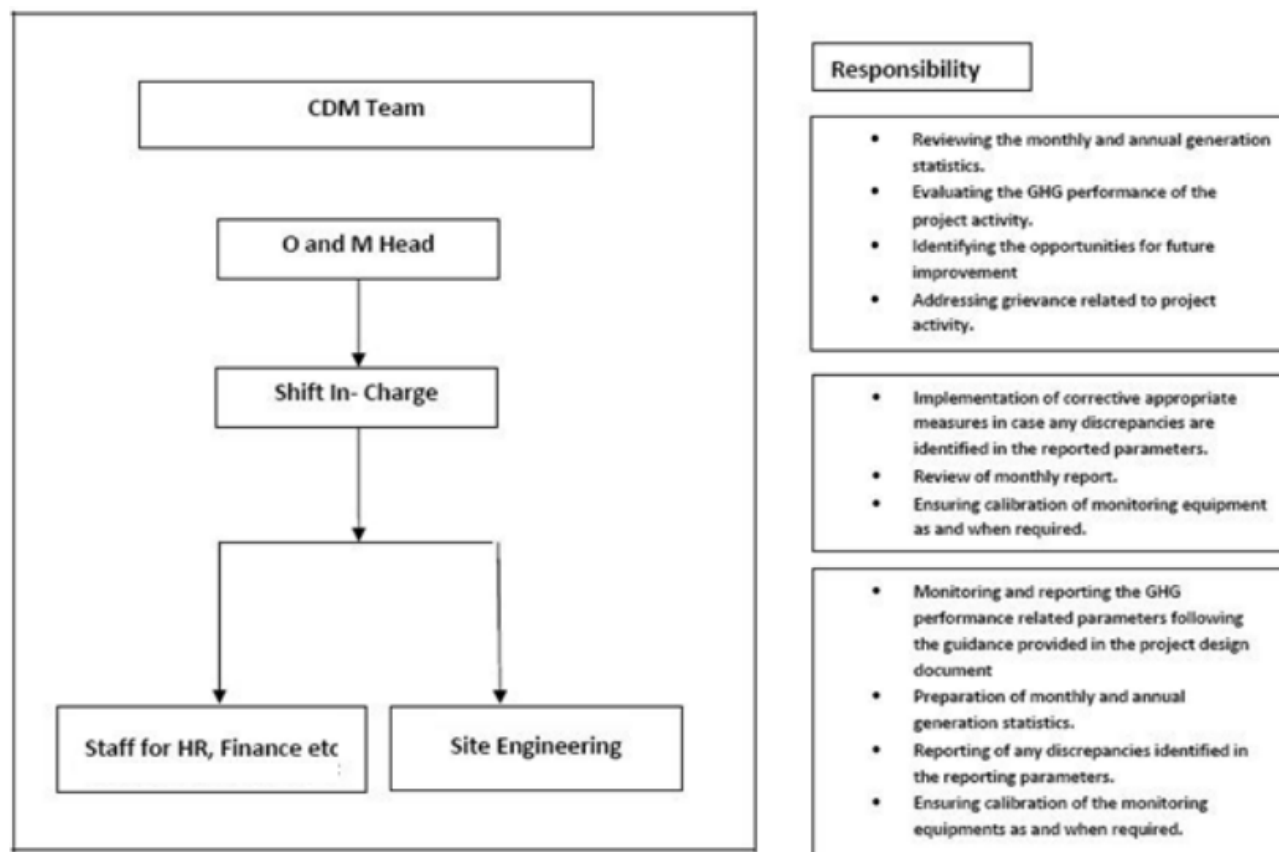 CDM Team
O and M Head
Shift In- Charge
Staff for HR, Finance etc
Site Engineering
Responsibility
• Reviewing the monthly and annual generation
statistics.
• Evaluating the GHG performance of the
project activity.
• Identifying the opportunities for future
improvement
• Addressing grievance related to project
activity.
• Implementation of corrective appropriate
measures in case any discrepancies are
identified in the reported parameters.
• Review of monthly report.
• Ensuring calibration of monitoring equipment
as and when required.
• Monitoring and reporting the GHG
performance related parameters following
the guidance provided in the project design
document
• Preparation of monthly and annual
generation statistics.
• Reporting of any discrepancies identified in
the reporting parameters.
• Ensuring calibration of the monitoring
equipments as and when required.